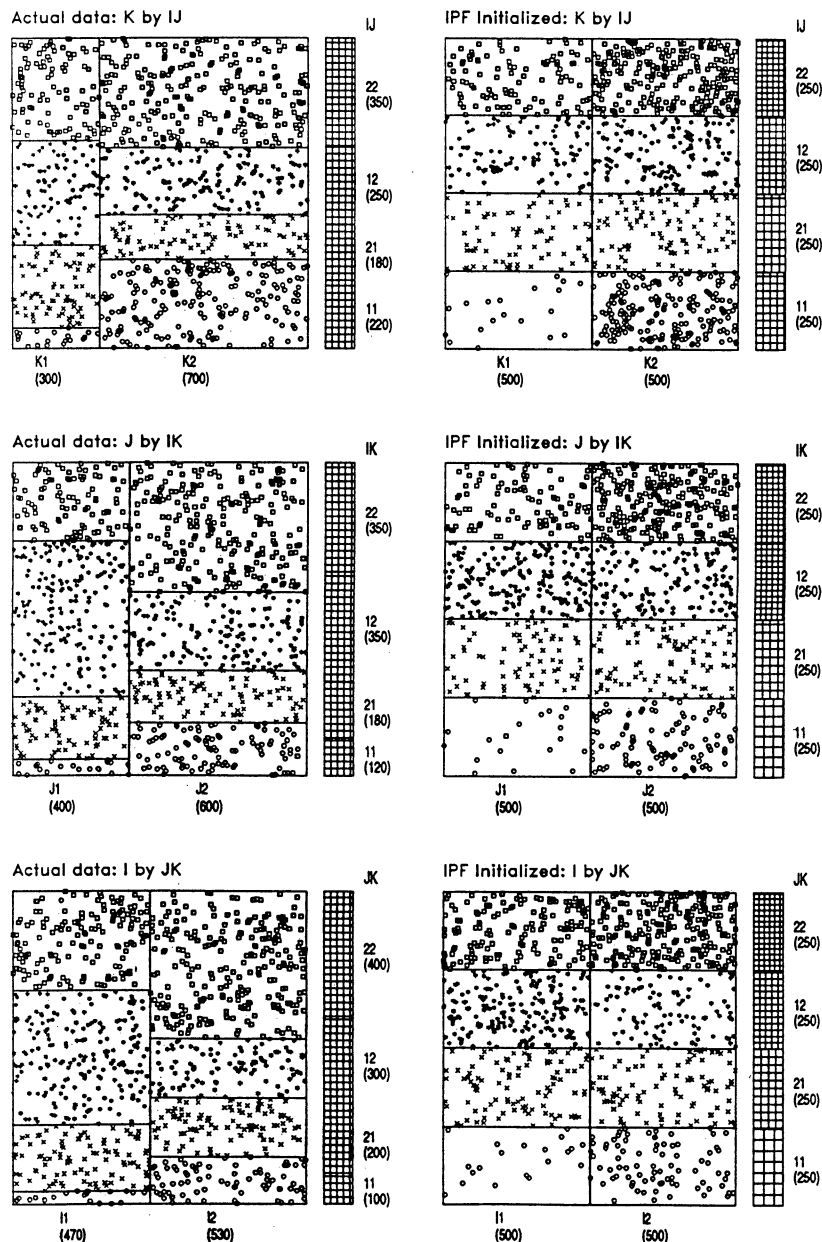 Actual data: K by IJ
IJ
22
(350)
12
(250)
21
(180)
11
(220)
K1
(300)
K2
(700)
IPF Initialized: K by IJ
IJ
22
(250)
12
(250)
21
(250)
11
(250)
K1
(500)
K2
(500)
Actual data: J by IK
IK
22
(350)
12
(350)
21
(180)
11
(120)
J1
(400)
J2
(600)
IPF Initialized: J by IK
IK
22
(250)
12
(250)
21
(250)
11
(250)
J1
(500)
J2
(500)
Actual data: I by JK
JK
22
(400)
12
(300)
21
(200)
11
(100)
I1
(470)
I2
(530)
IPF Initialized: I by JK
JK
22
(250)
12
(250)
21
(250)
11
(250)
I1
(500)
I2
(500)